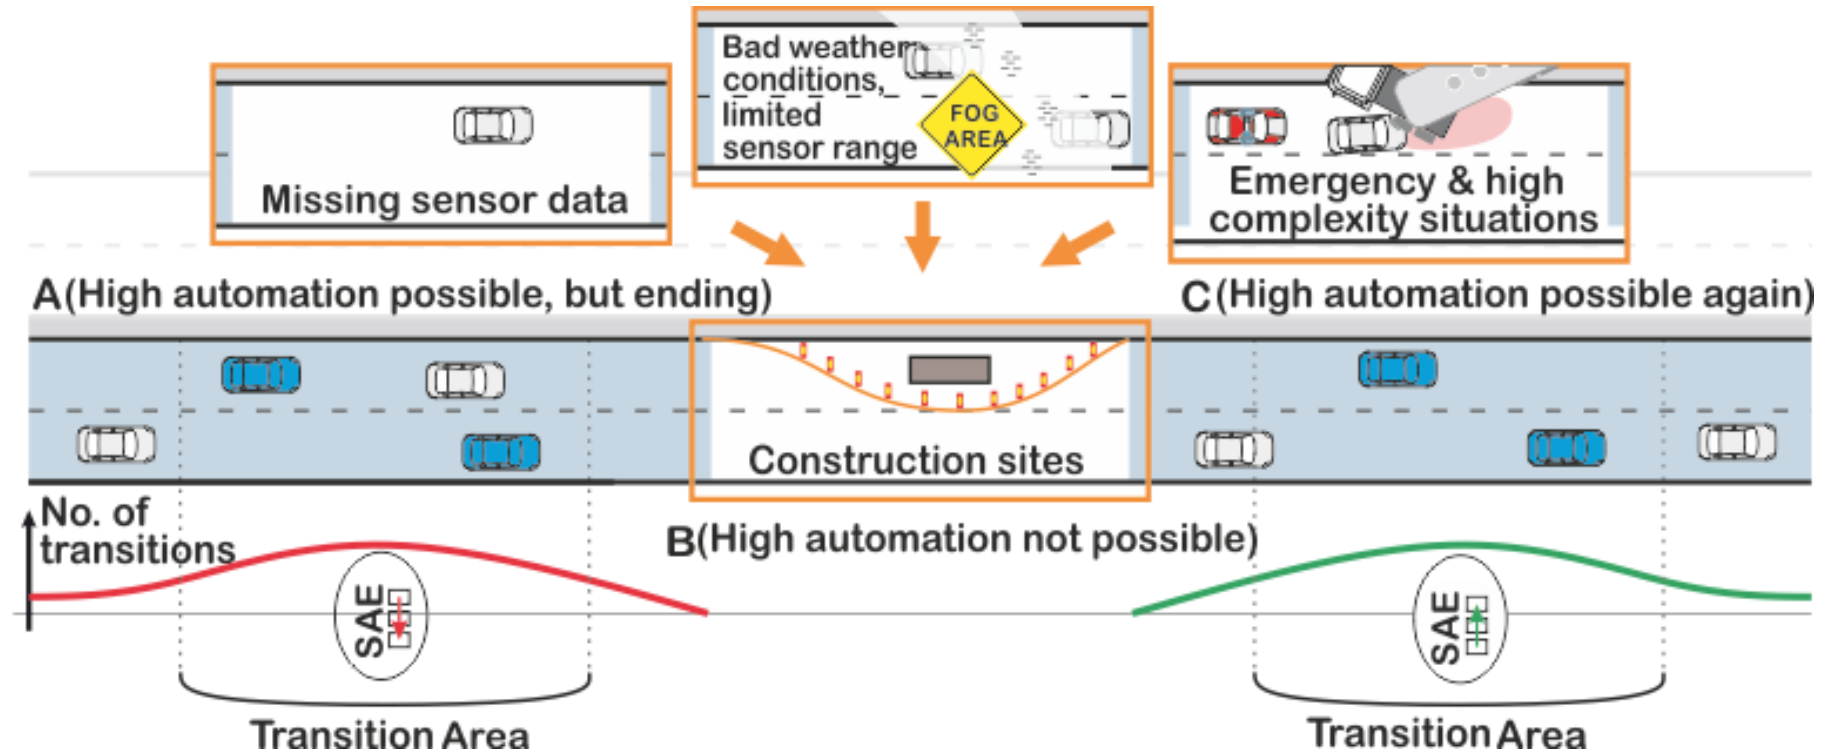 Bad weather
conditions,
limited
sensor range
FOG
AREA
Missing sensor data
Emergency & high
complexity situations
A(High automation possible, but ending)
C(High automation possible again)
Construction sites
No. of
transitions
B(High automation not possible)
SAE
SAE
Transition Area
Transition Area